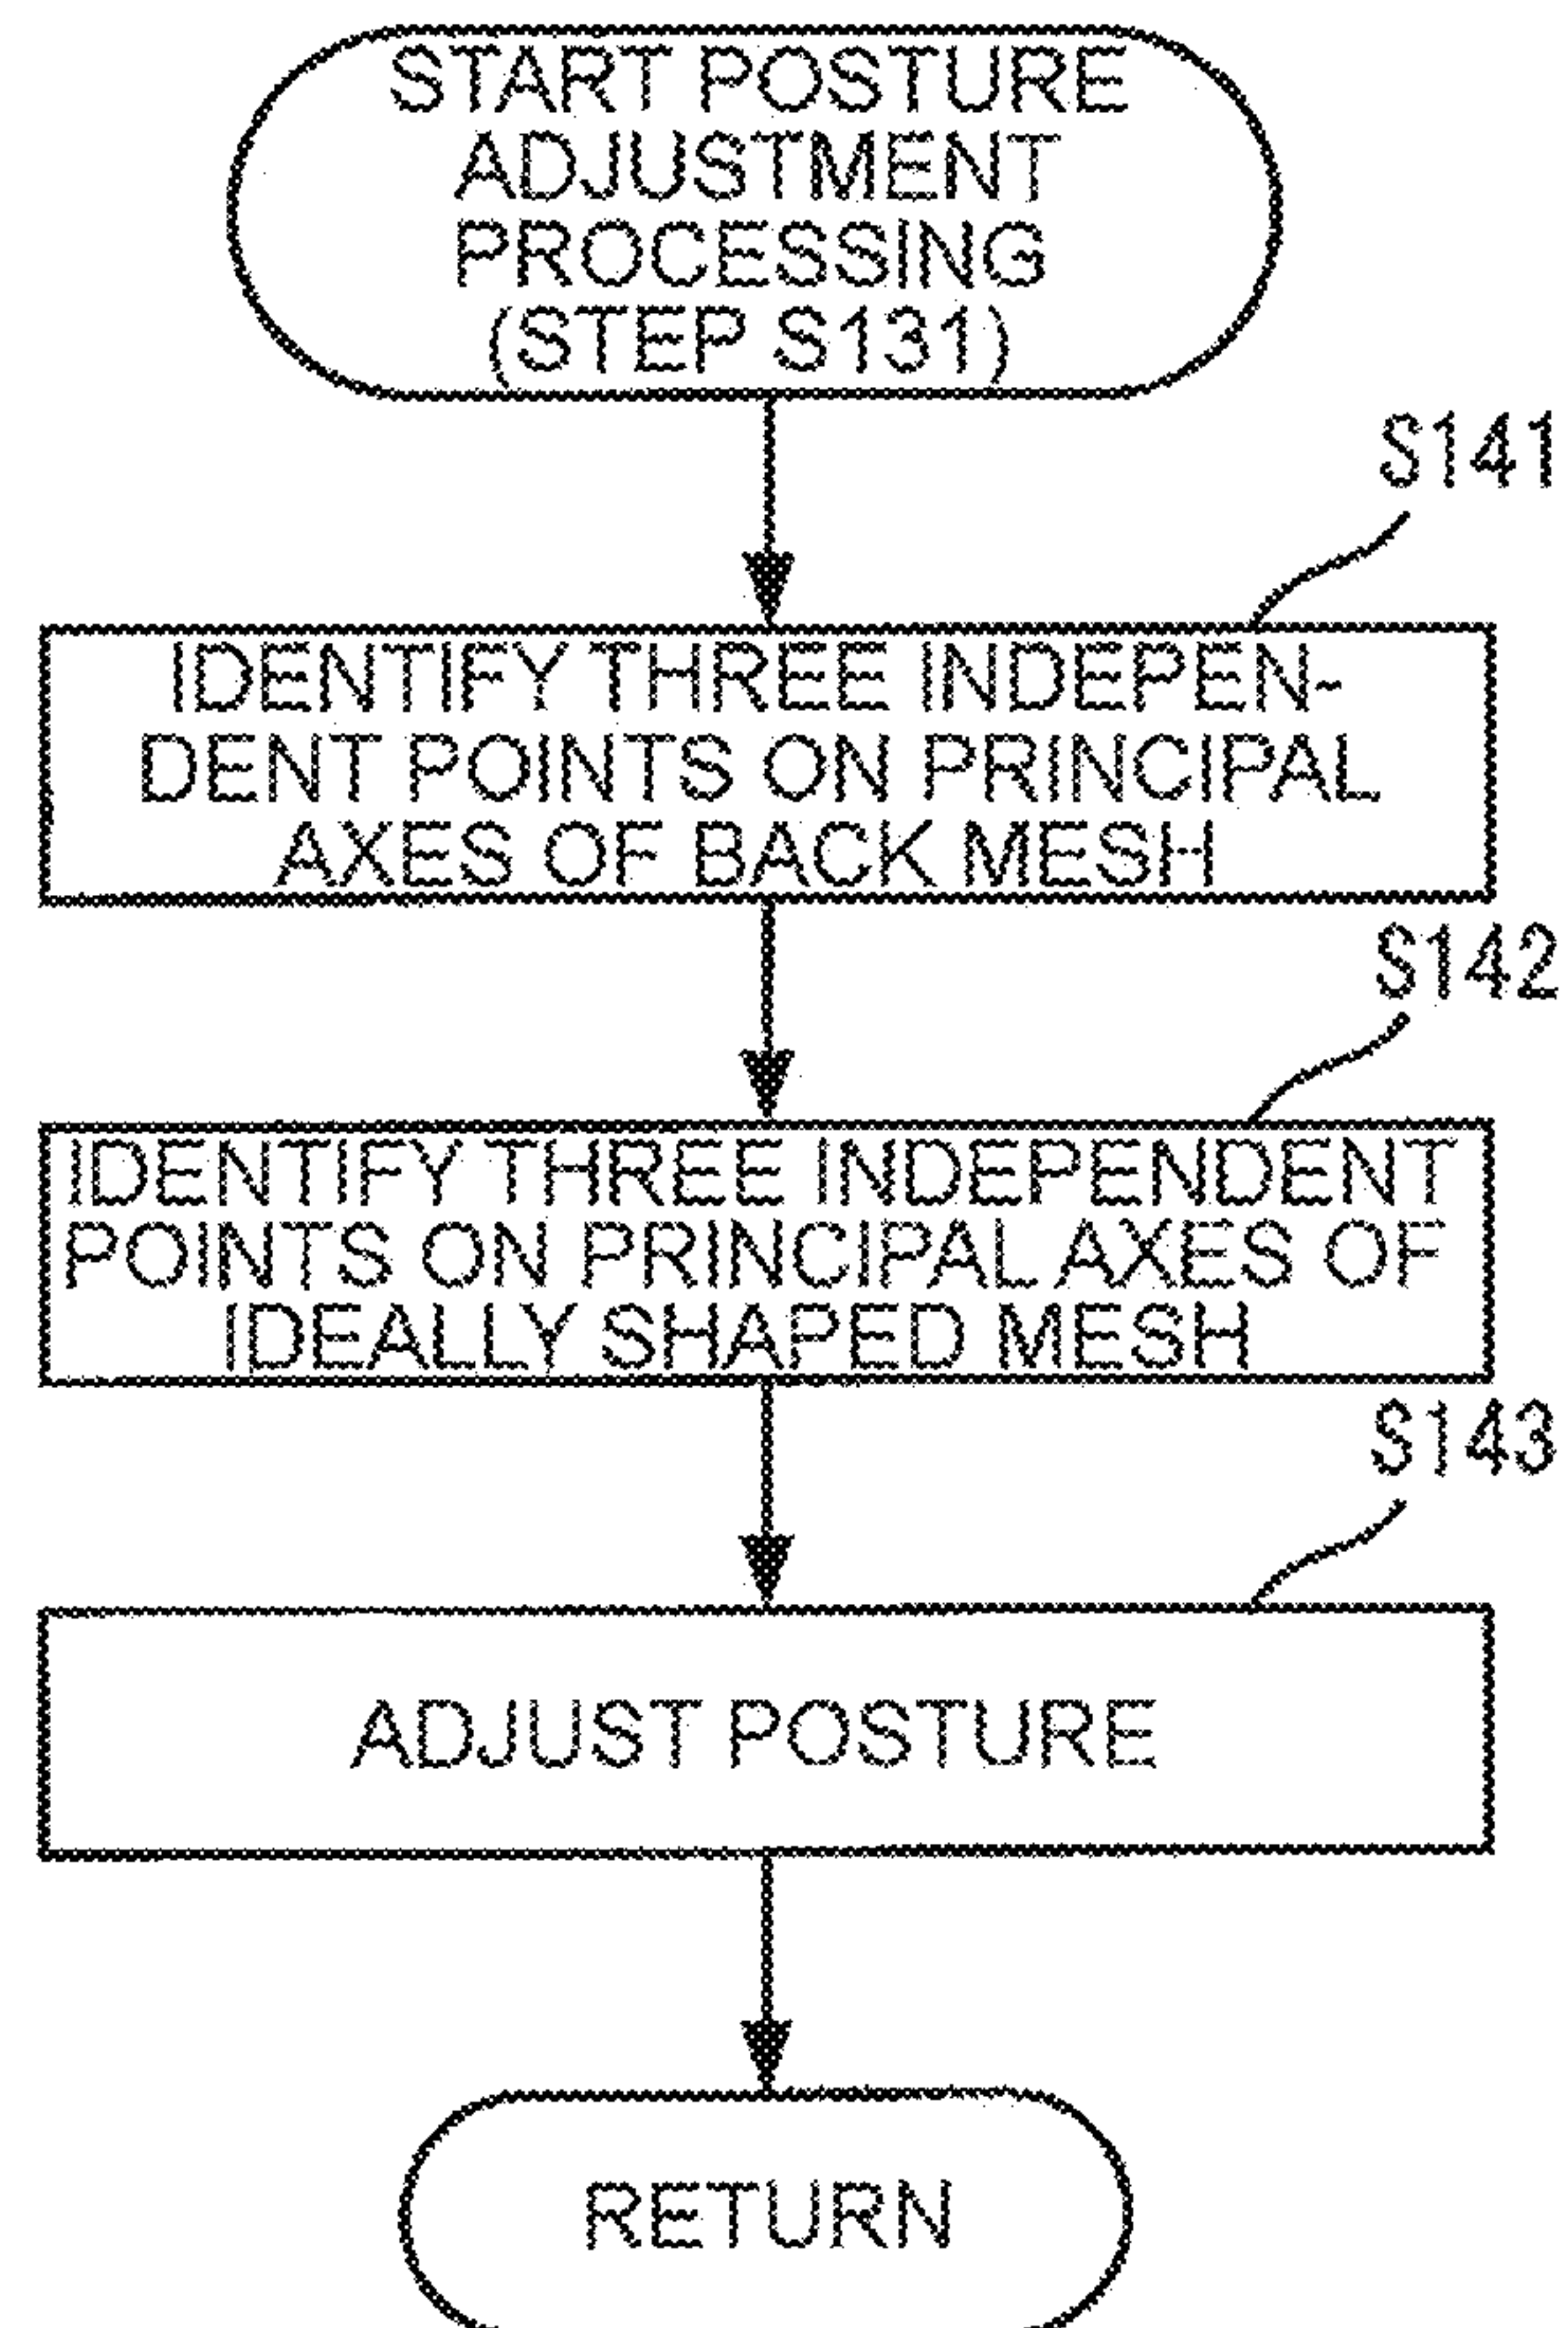 START POSTURE
ADJUSTMENT
PROCESSING
(STEP S131)
S141
IDENTIFY THREE INDEPEN-
DENT POINTS ON PRINCIPAL
AXES OF BACK MESH
S142
IDENTIFY THREE INDEPENDENT
POINTS ON PRINCIPAL AXES OF
IDEALLY SHAPED MESH
S143
ADJUST POSTURE
RETURN